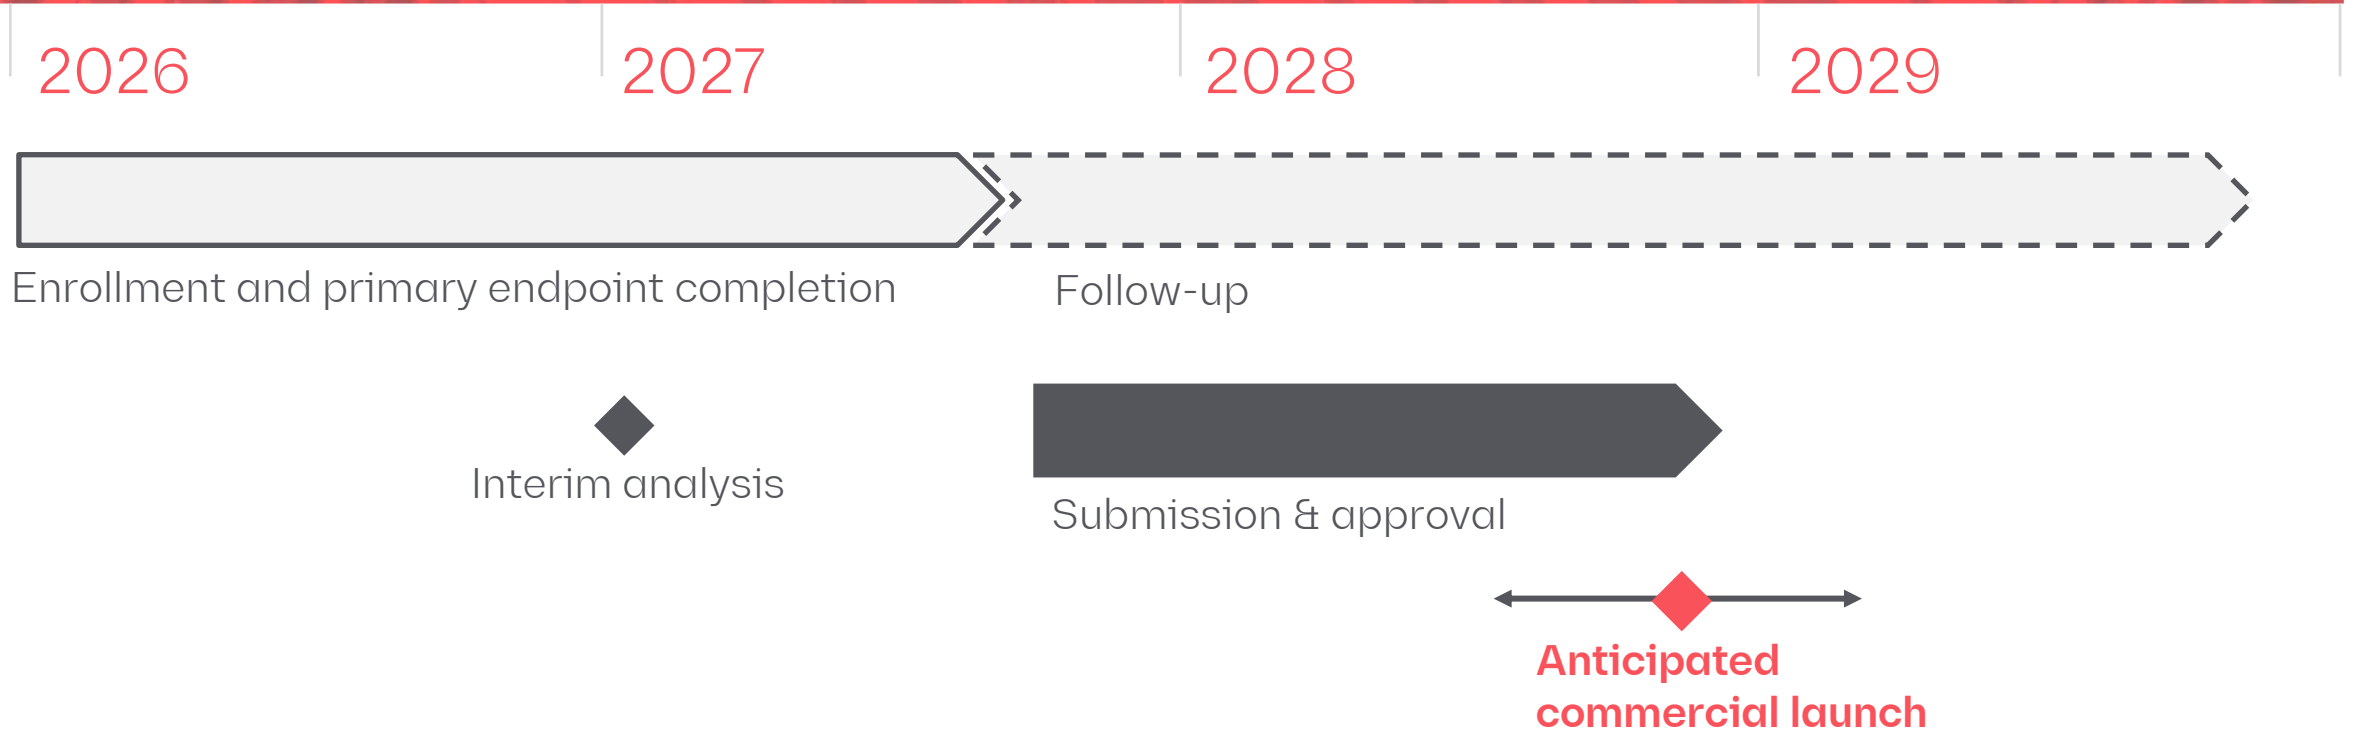 2026 2027 2028 2029
Enrollment and primary endpoint completion
Follow-up
Interim analysis
Submission & approval
Anticipated
commercial launch